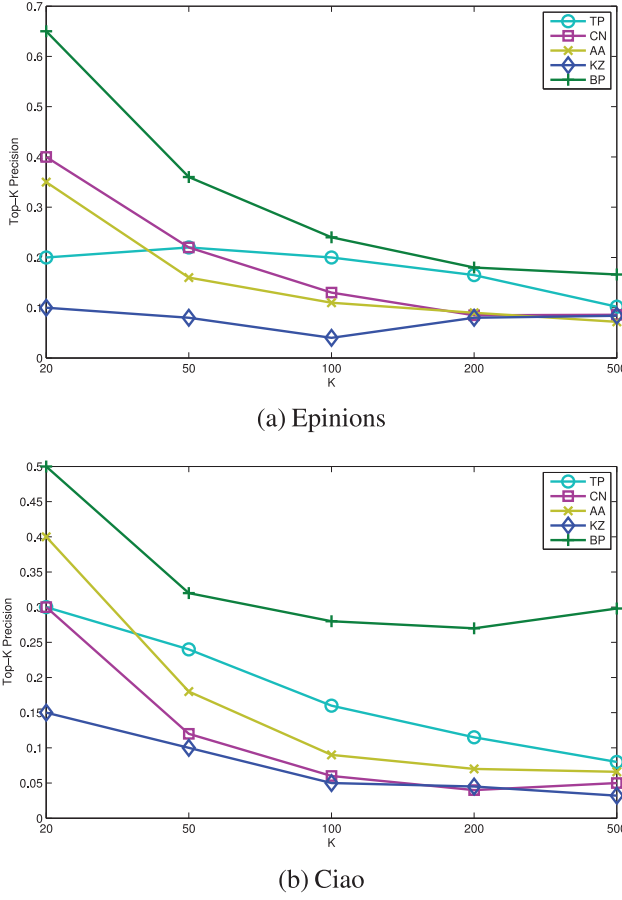 0.7
0.6
0.5
0.4
0.3
0.2
0.1
0
Top–K Precision
TP
CN
AA
KZ
BP
20 50 100 200 500
K
(a) Epinions
0.5
0.45
0.4
0.35
0.3
0.25
0.2
0.15
0.1
0.05
0
Top–K Precision
TP
CN
AA
KZ
BP
20 50 100 200 500
K
(b) Ciao